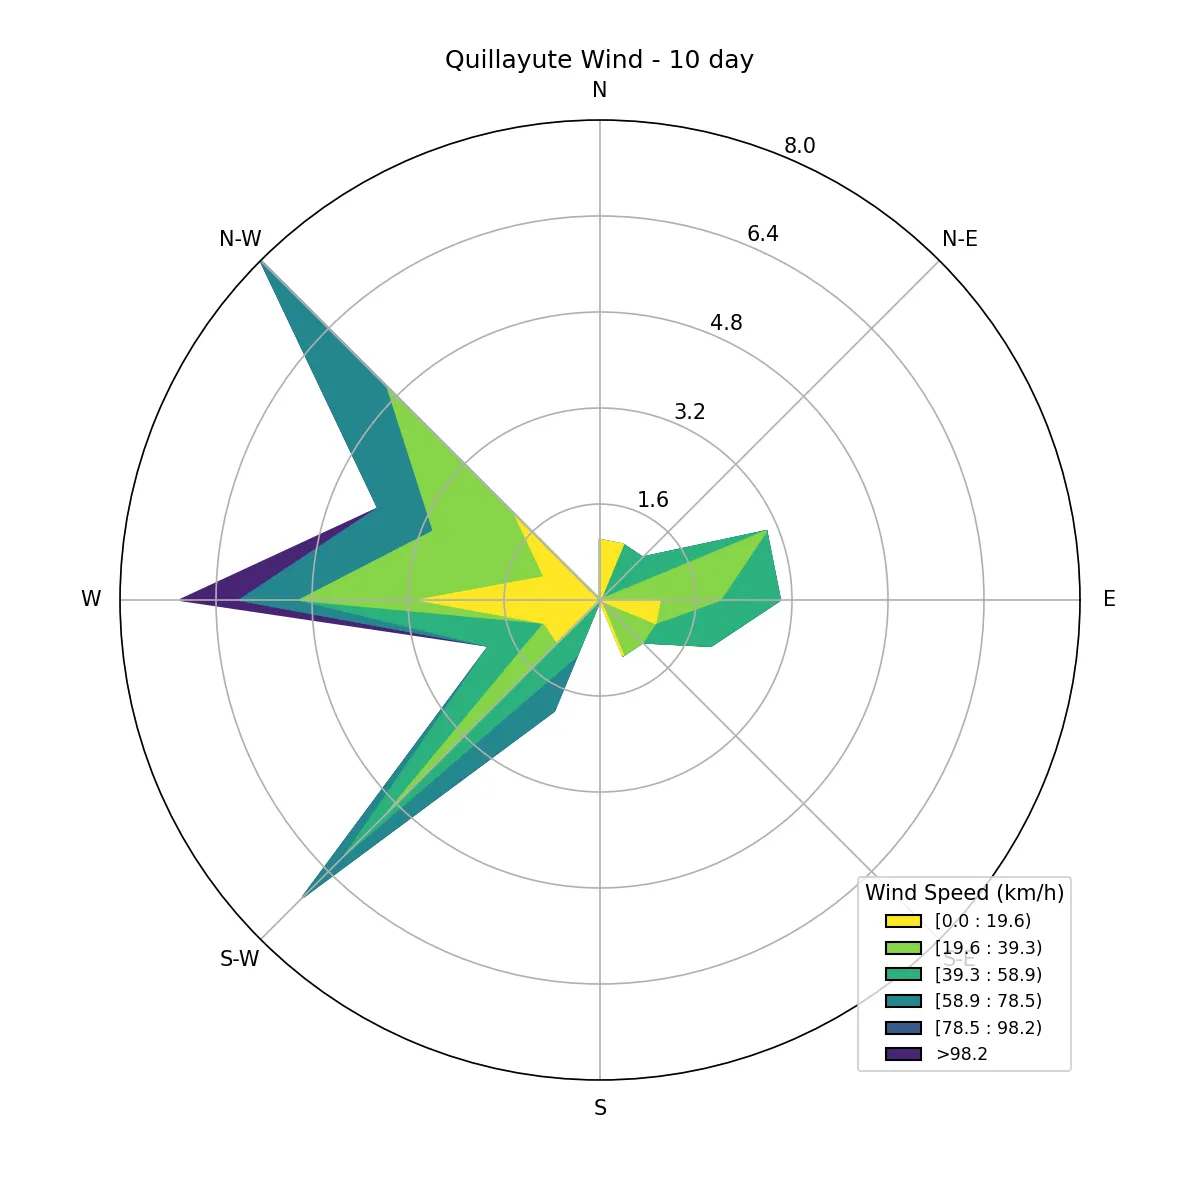 Quillayute Wind - 10 day
N
8.0
N-W
N-E
6.4
4.8
3.2
1.6
W
E
S-W
S-E
S
Wind Speed (km/h)
[0.0 : 19.6)
[19.6 : 39.3)
[39.3 : 58.9)
[58.9 : 78.5)
[78.5 : 98.2)
>98.2